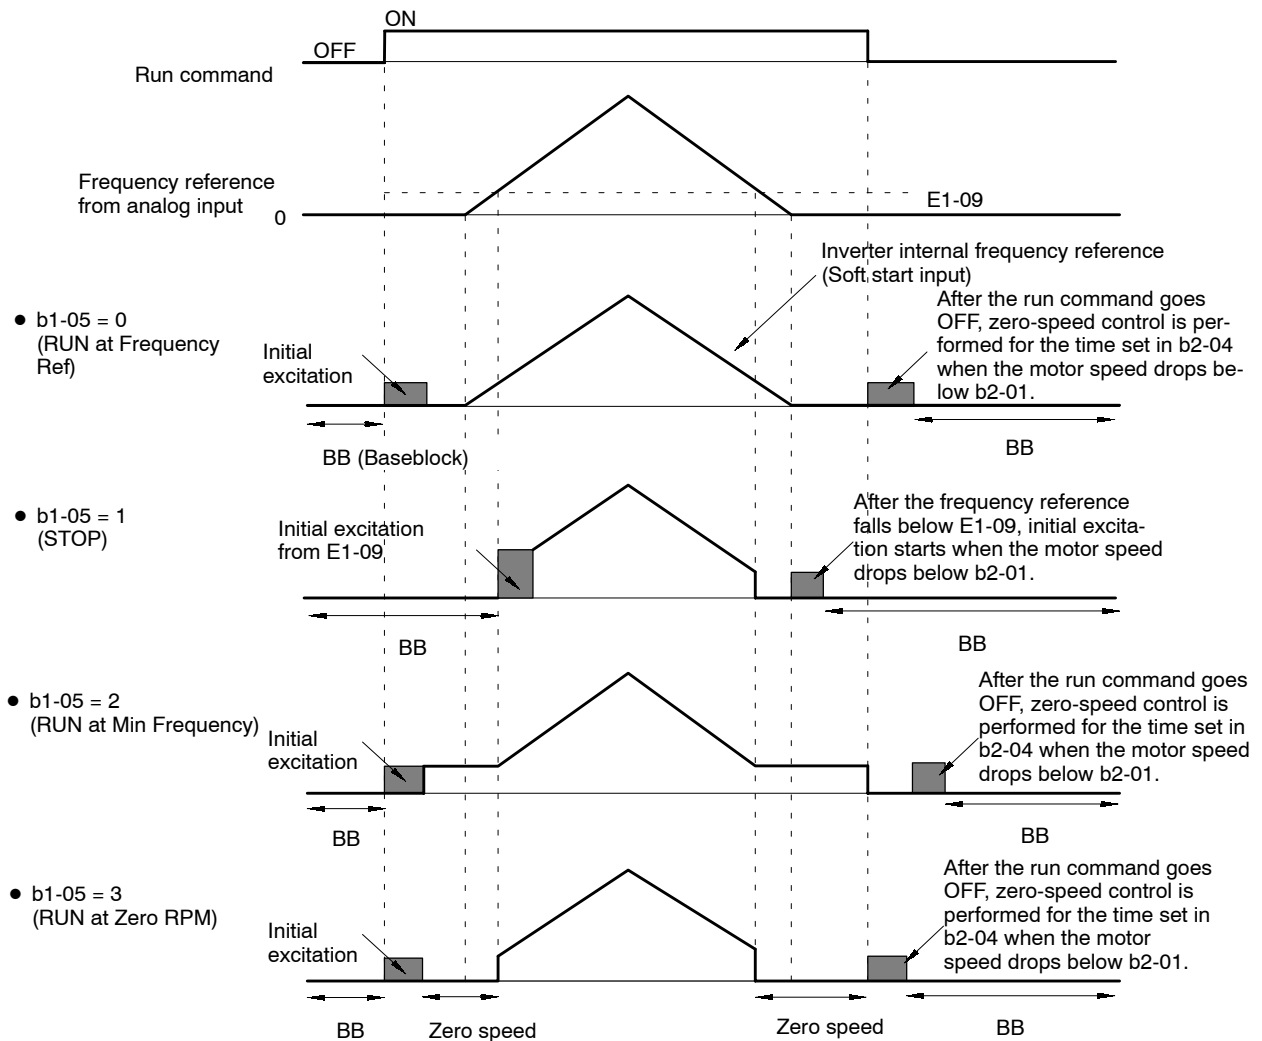 ON
OFF
Run command
Frequency reference
from analog input
0
E1-09
Inverter internal frequency reference
(Soft start input)
● b1-05 = 0
(RUN at Frequency
Ref)
Initial
excitation
After the run command goes
OFF, zero-speed control is per-
formed for the time set in b2-04
when the motor speed drops be-
low b2-01.
BB (Baseblock)
BB
● b1-05 = 1
(STOP)
Initial excitation
from E1-09
After the frequency reference
falls below E1-09, initial excita-
tion starts when the motor speed
drops below b2-01.
BB
BB
● b1-05 = 2
(RUN at Min Frequency)
Initial
excitation
After the run command goes
OFF, zero-speed control is
performed for the time set in
b2-04 when the motor speed
drops below b2-01.
BB
BB
● b1-05 = 3
(RUN at Zero RPM)
Initial
excitation
After the run command goes
OFF, zero-speed control is
performed for the time set in
b2-04 when the motor
speed drops below b2-01.
BB
Zero speed
Zero speed
BB